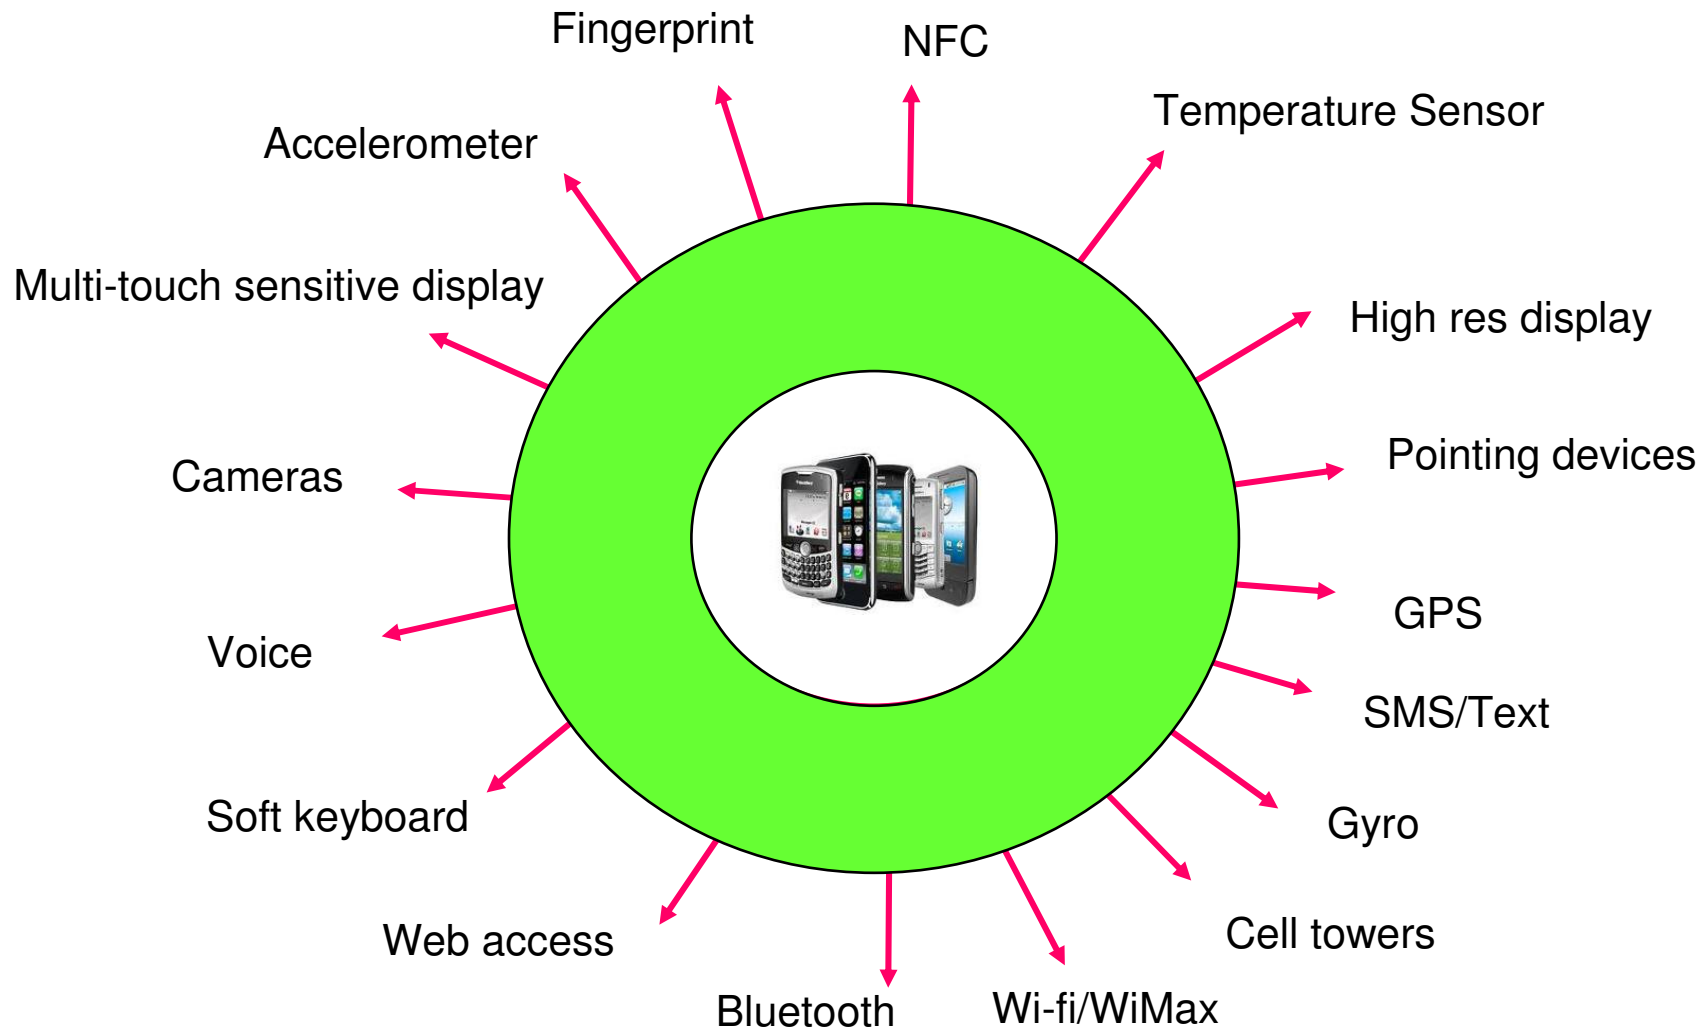 Fingerprint
NFC
Temperature Sensor
Accelerometer
Multi-touch sensitive display
High res display
Pointing devices
Cameras
GPS
Voice
SMS/Text
Soft keyboard
Gyro
Web access
Cell towers
Bluetooth
Wi-fi/WiMax